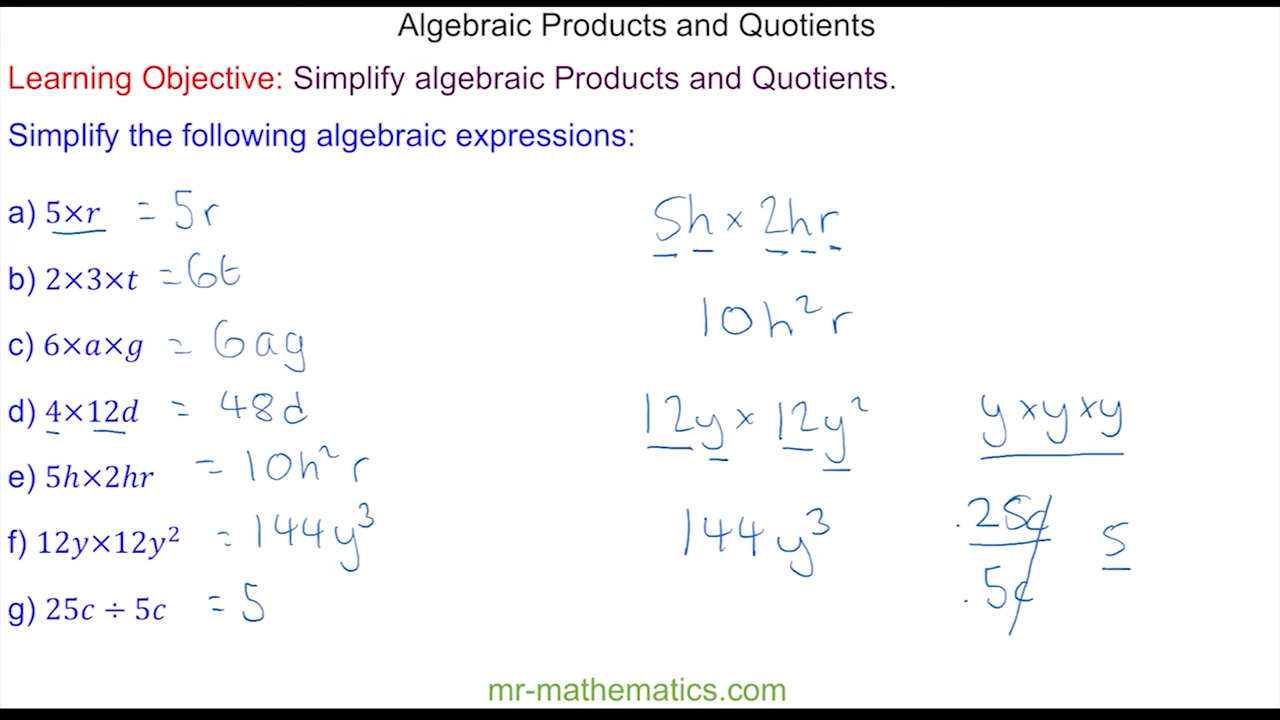 Algebraic Products and Quotients
Learning Objective: Simplify algebraic Products and Quotients.
Simplify the following algebraic expressions:
a) 5×r = 5r
b) 2×3×t = 6t
c) 6×a×g = 6ag
d) 4×12d = 48d
e) 5h×2hr = 10h²r
f) 12y×12y² = 144y³
g) 25c ÷ 5c = 5
5h × 2hr
10h²r
12y × 12y²
144y³
y × y × y
25c
5c
5
mr-mathematics.com